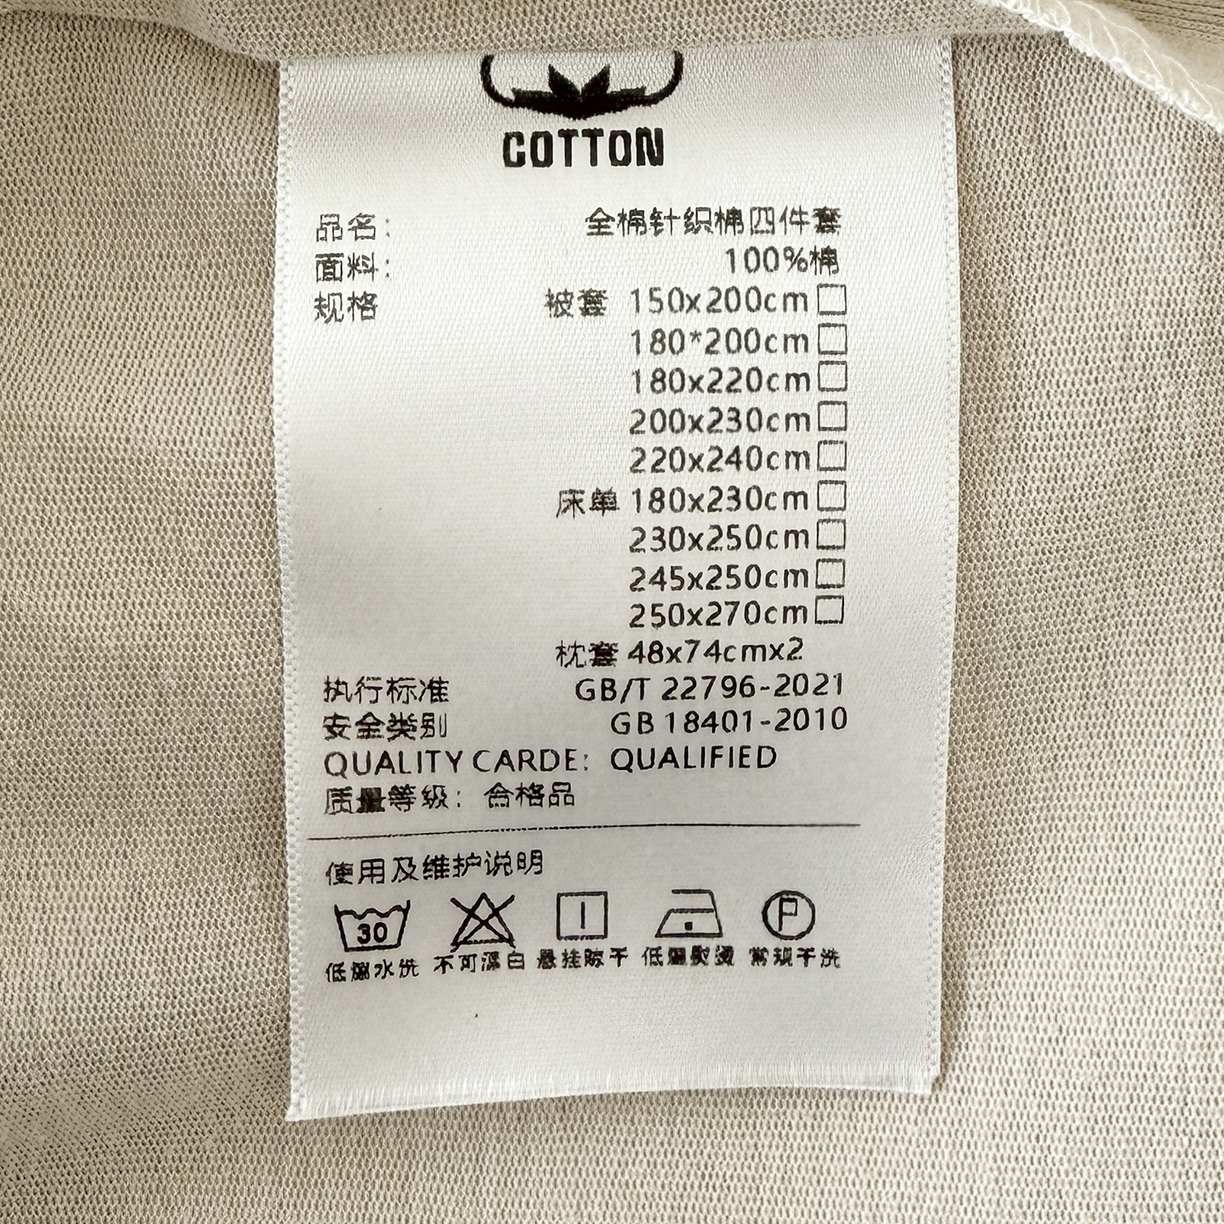 COTTON
品名： 全棉针织棉四件套
面料： 100%棉
规格 被套 150x200cm□
180*200cm□
180x220cm□
200x230cm□
220x240cm□
床单 180x230cm□
230x250cm□
245x250cm□
250x270cm□
枕套 48x74cmx2
执行标准 GB/T 22796-2021
安全类别 GB 18401-2010
QUALITY CARDE: QUALIFIED
质量等级：合格品
使用及维护说明
30 P
低温水洗 不可漂白 悬挂晾干 低温熨烫 常规干洗